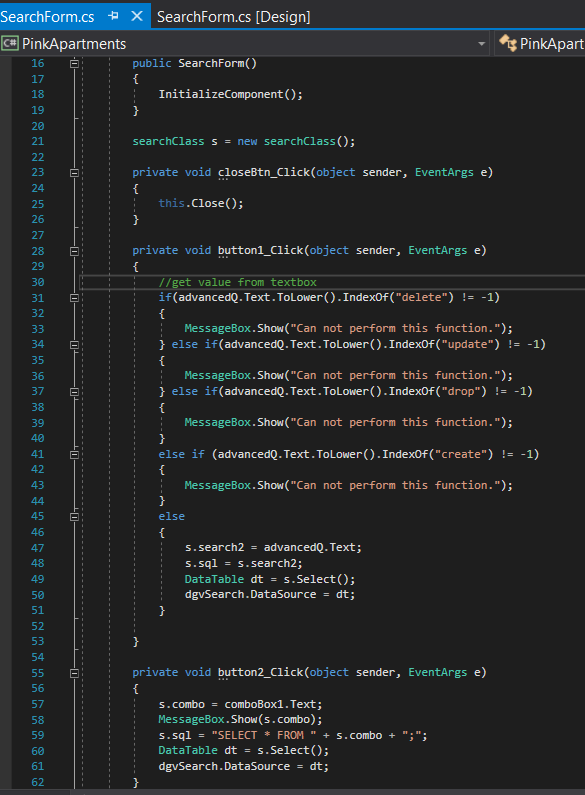 SearchForm.cs SearchForm.cs [Design]
C# PinkApartments PinkApart
16 public SearchForm()
17 {
18 InitializeComponent();
19 }
20
21 searchClass s = new searchClass();
22
23 private void closeBtn_Click(object sender, EventArgs e)
24 {
25 this.Close();
26 }
27
28 private void button1_Click(object sender, EventArgs e)
29 {
30 //get value from textbox
31 if(advancedQ.Text.ToLower().IndexOf("delete") != -1)
32 {
33 MessageBox.Show("Can not perform this function.");
34 } else if(advancedQ.Text.ToLower().IndexOf("update") != -1)
35 {
36 MessageBox.Show("Can not perform this function.");
37 } else if(advancedQ.Text.ToLower().IndexOf("drop") != -1)
38 {
39 MessageBox.Show("Can not perform this function.");
40 }
41 else if (advancedQ.Text.ToLower().IndexOf("create") != -1)
42 {
43 MessageBox.Show("Can not perform this function.");
44 }
45 else
46 {
47 s.search2 = advancedQ.Text;
48 s.sql = s.search2;
49 DataTable dt = s.Select();
50 dgvSearch.DataSource = dt;
51 }
52
53 }
54
55 private void button2_Click(object sender, EventArgs e)
56 {
57 s.combo = comboBox1.Text;
58 MessageBox.Show(s.combo);
59 s.sql = "SELECT * FROM " + s.combo + ";";
60 DataTable dt = s.Select();
61 dgvSearch.DataSource = dt;
62 }